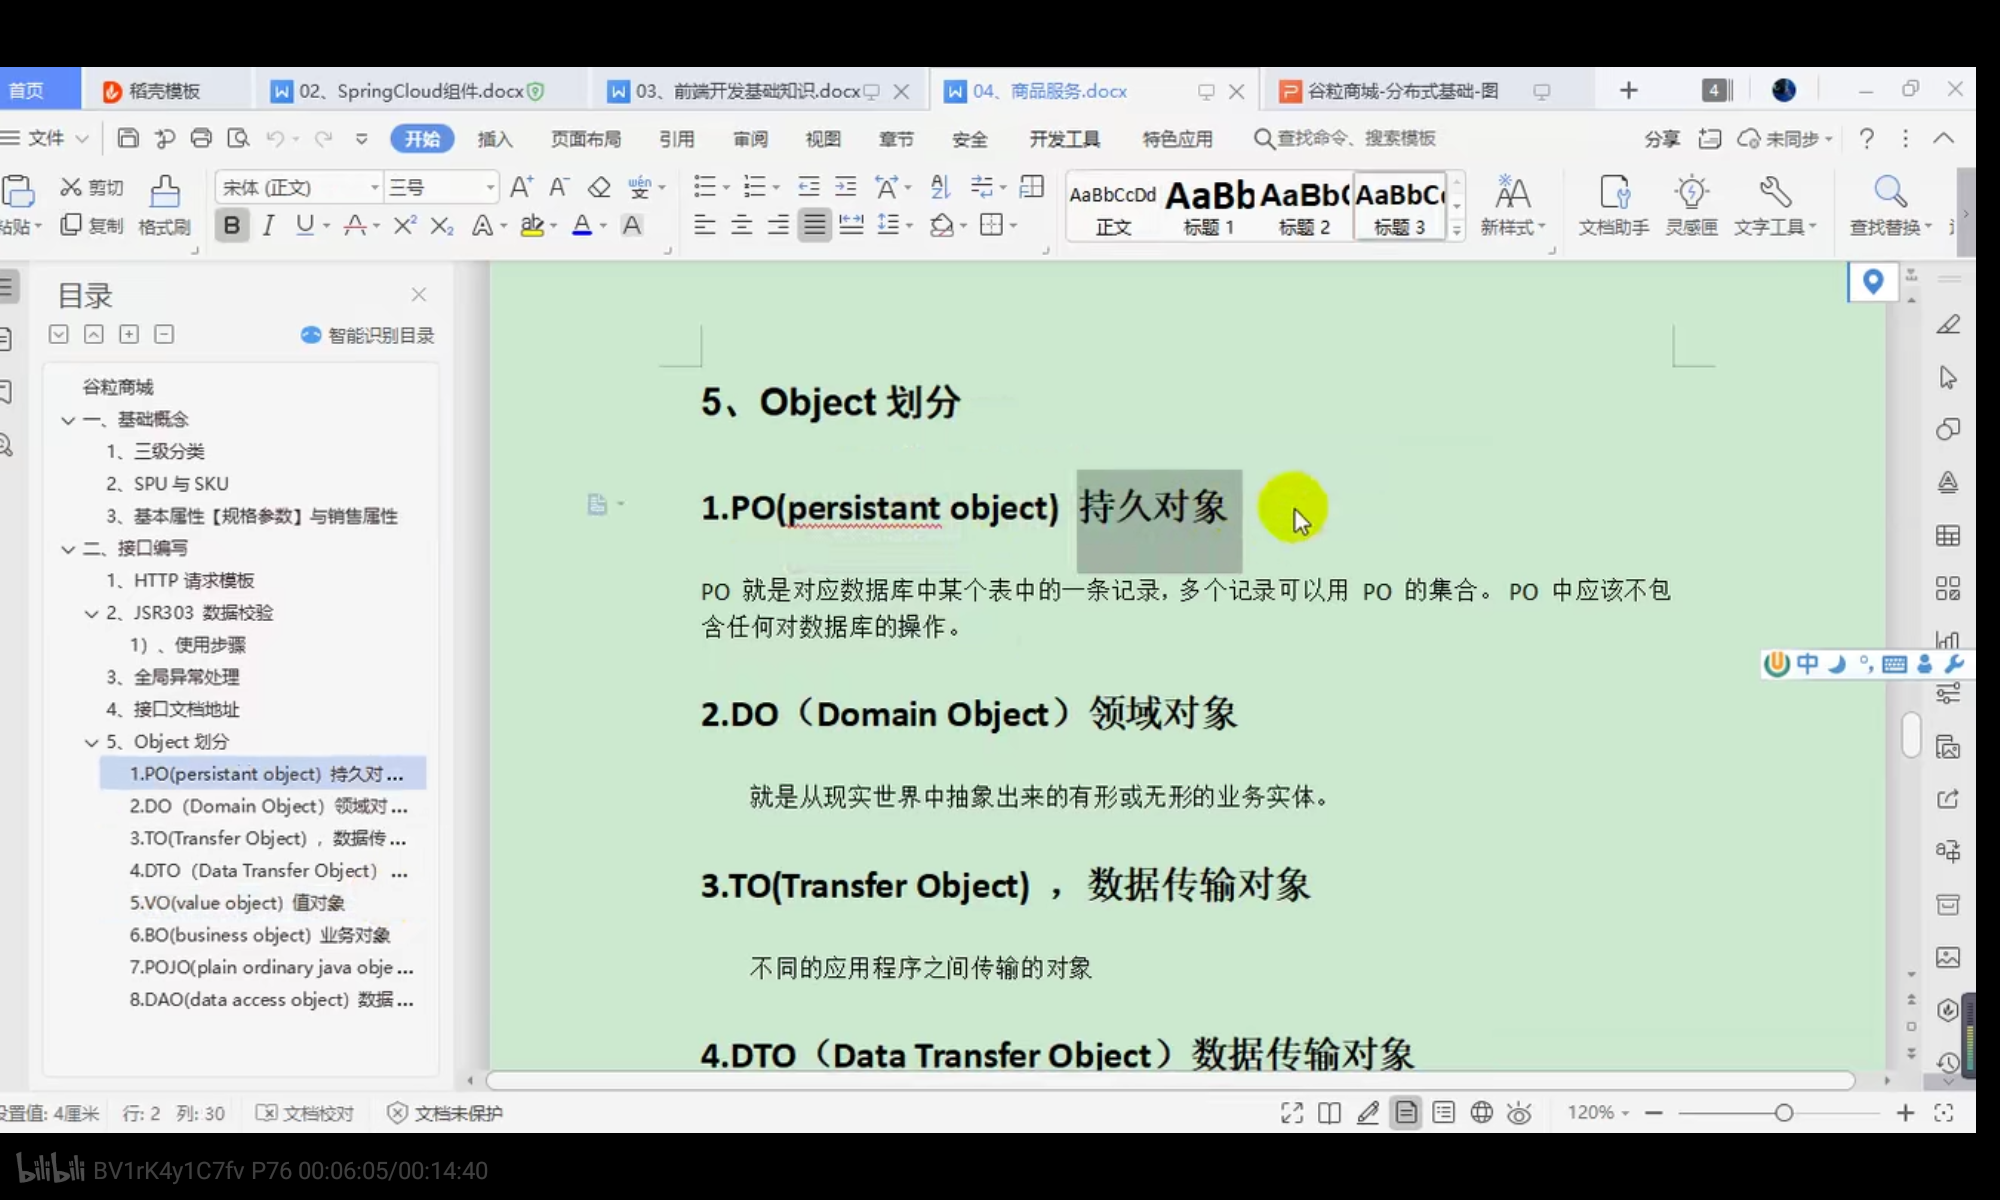 首页
稻壳模板
02、SpringCloud组件.docx
03、前端开发基础知识.docx
04、商品服务.docx
谷粒商城-分布式基础-图
4
文件
开始
插入
页面布局
引用
审阅
视图
章节
安全
开发工具
特色应用
查找命令、搜索模板
分享
未同步
粘贴
剪切
复制
格式刷
宋体 (正文)
三号
AaBbCcDd
正文
AaBb
标题 1
AaBb(
标题 2
AaBbC
标题 3
新样式
文档助手
灵感匣
文字工具
查找替换
目录
智能识别目录
谷粒商城
一、基础概念
1、三级分类
2、SPU 与 SKU
3、基本属性【规格参数】与销售属性
二、接口编写
1、HTTP 请求模板
2、JSR303 数据校验
1）、使用步骤
3、全局异常处理
4、接口文档地址
5、Object 划分
1.PO(persistant object) 持久对...
2.DO（Domain Object）领域对...
3.TO(Transfer Object) ，数据传...
4.DTO（Data Transfer Object） ...
5.VO(value object) 值对象
6.BO(business object) 业务对象
7.POJO(plain ordinary java obje...
8.DAO(data access object) 数据...
5、Object 划分
1.PO(persistant object) 持久对象
PO 就是对应数据库中某个表中的一条记录，多个记录可以用 PO 的集合。 PO 中应该不包
含任何对数据库的操作。
2.DO（Domain Object）领域对象
就是从现实世界中抽象出来的有形或无形的业务实体。
3.TO(Transfer Object) ，数据传输对象
不同的应用程序之间传输的对象
4.DTO（Data Transfer Object）数据传输对象
中
设置值: 4厘米
行: 2
列: 30
文档校对
文档未保护
120%
bilibili BV1rK4y1C7fv P76 00:06:05/00:14:40